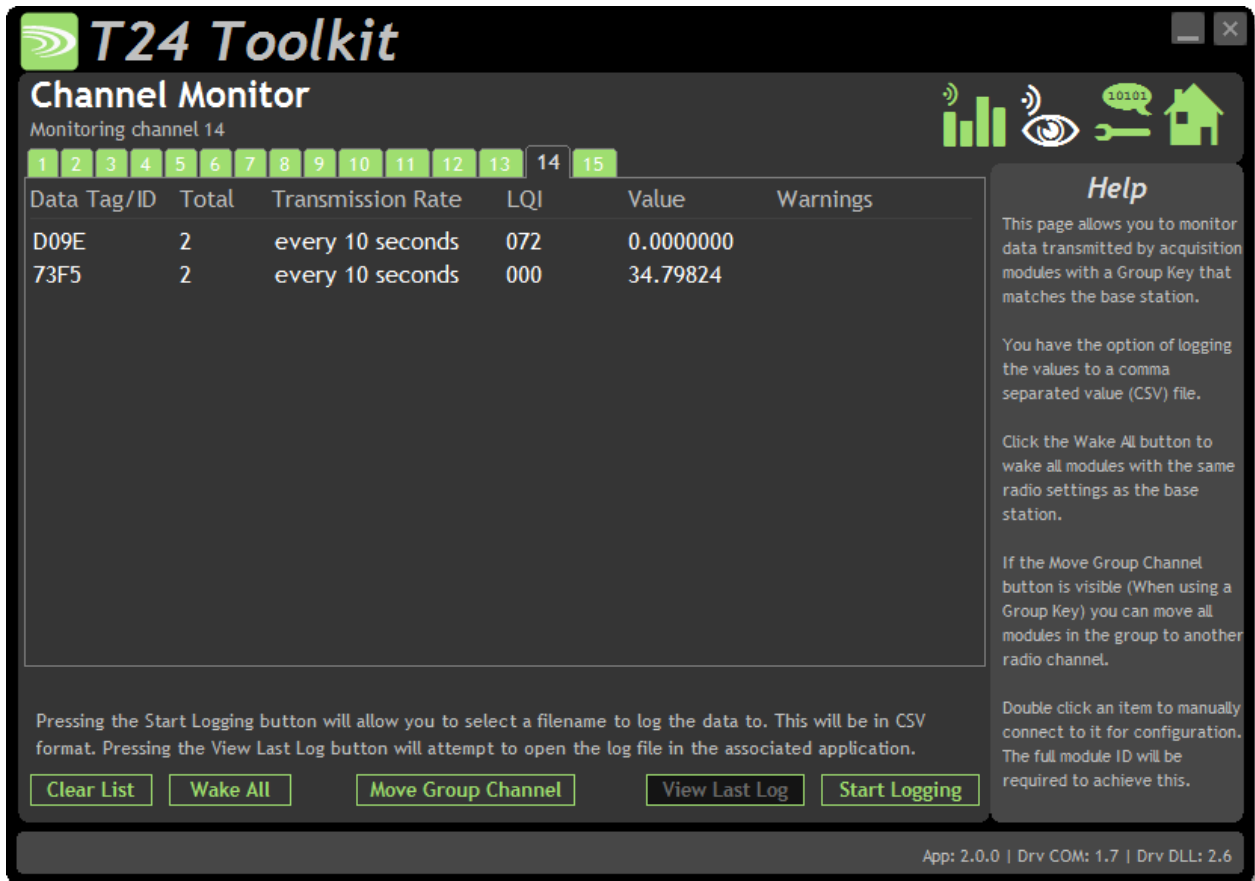 T24 Toolkit
Channel Monitor
Monitoring channel 14
10101
1 2 3 4 5 6 7 8 9 10 11 12 13 14 15
Data Tag/ID Total Transmission Rate LQI Value Warnings
D09E 2 every 10 seconds 072 0.0000000
73F5 2 every 10 seconds 000 34.79824
Pressing the Start Logging button will allow you to select a filename to log the data to. This will be in CSV
format. Pressing the View Last Log button will attempt to open the log file in the associated application.
Clear List Wake All Move Group Channel View Last Log Start Logging
Help
This page allows you to monitor
data transmitted by acquisition
modules with a Group Key that
matches the base station.
You have the option of logging
the values to a comma
separated value (CSV) file.
Click the Wake All button to
wake all modules with the same
radio settings as the base
station.
If the Move Group Channel
button is visible (When using a
Group Key) you can move all
modules in the group to another
radio channel.
Double click an item to manually
connect to it for configuration.
The full module ID will be
required to achieve this.
App: 2.0.0 | Drv COM: 1.7 | Drv DLL: 2.6